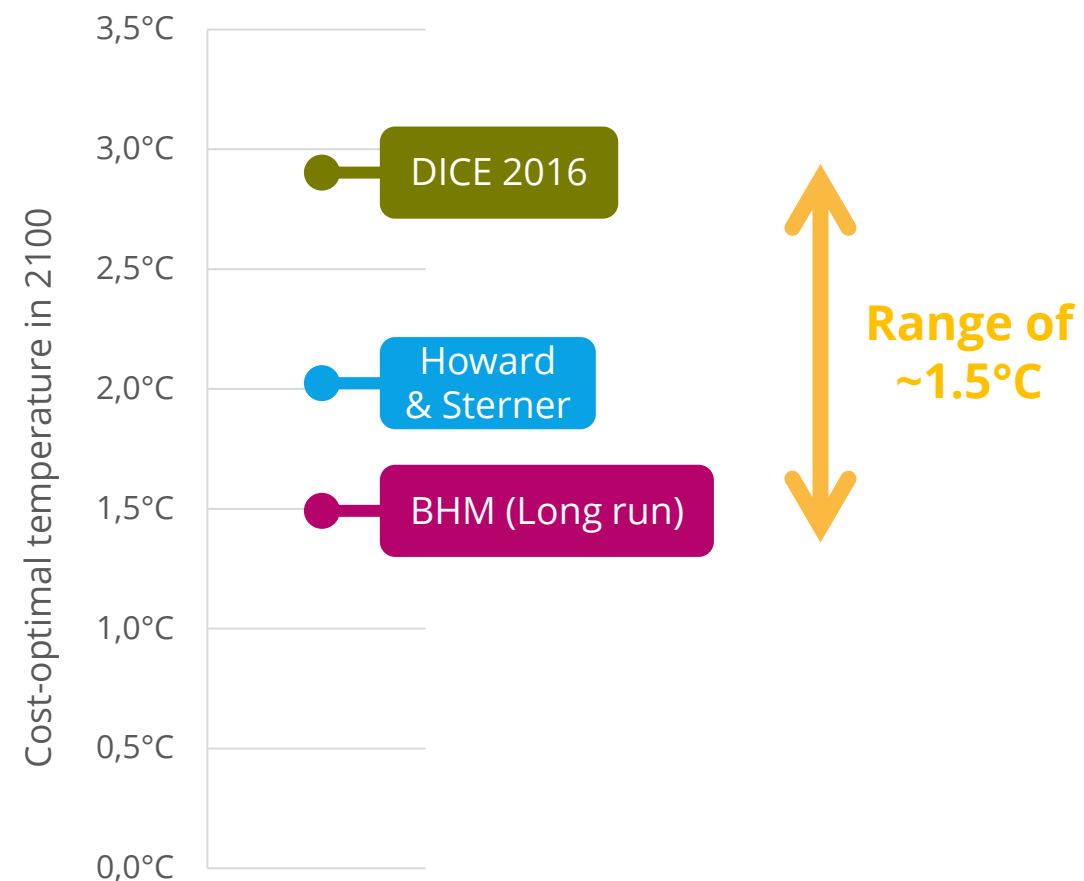 Cost-optimal temperature in 2100
3,5°C
3,0°C
2,5°C
2,0°C
1,5°C
1,0°C
0,5°C
0,0°C
DICE 2016
Howard
& Sterner
BHM (Long run)
Range of
~1.5°C